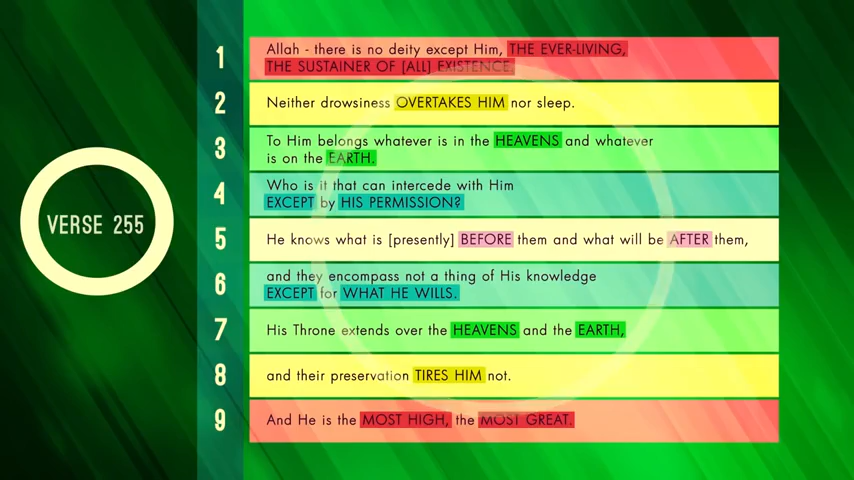 VERSE 255
1
Allah - there is no deity except Him, THE EVER-LIVING,
THE SUSTAINER OF [ALL] EXISTENCE.
2
Neither drowsiness OVERTAKES HIM nor sleep.
3
To Him belongs whatever is in the HEAVENS and whatever
is on the EARTH.
4
Who is it that can intercede with Him
EXCEPT by HIS PERMISSION?
5
He knows what is [presently] BEFORE them and what will be AFTER them,
6
and they encompass not a thing of His knowledge
EXCEPT for WHAT HE WILLS.
7
His Throne extends over the HEAVENS and the EARTH,
8
and their preservation TIRES HIM not.
9
And He is the MOST HIGH, the MOST GREAT.